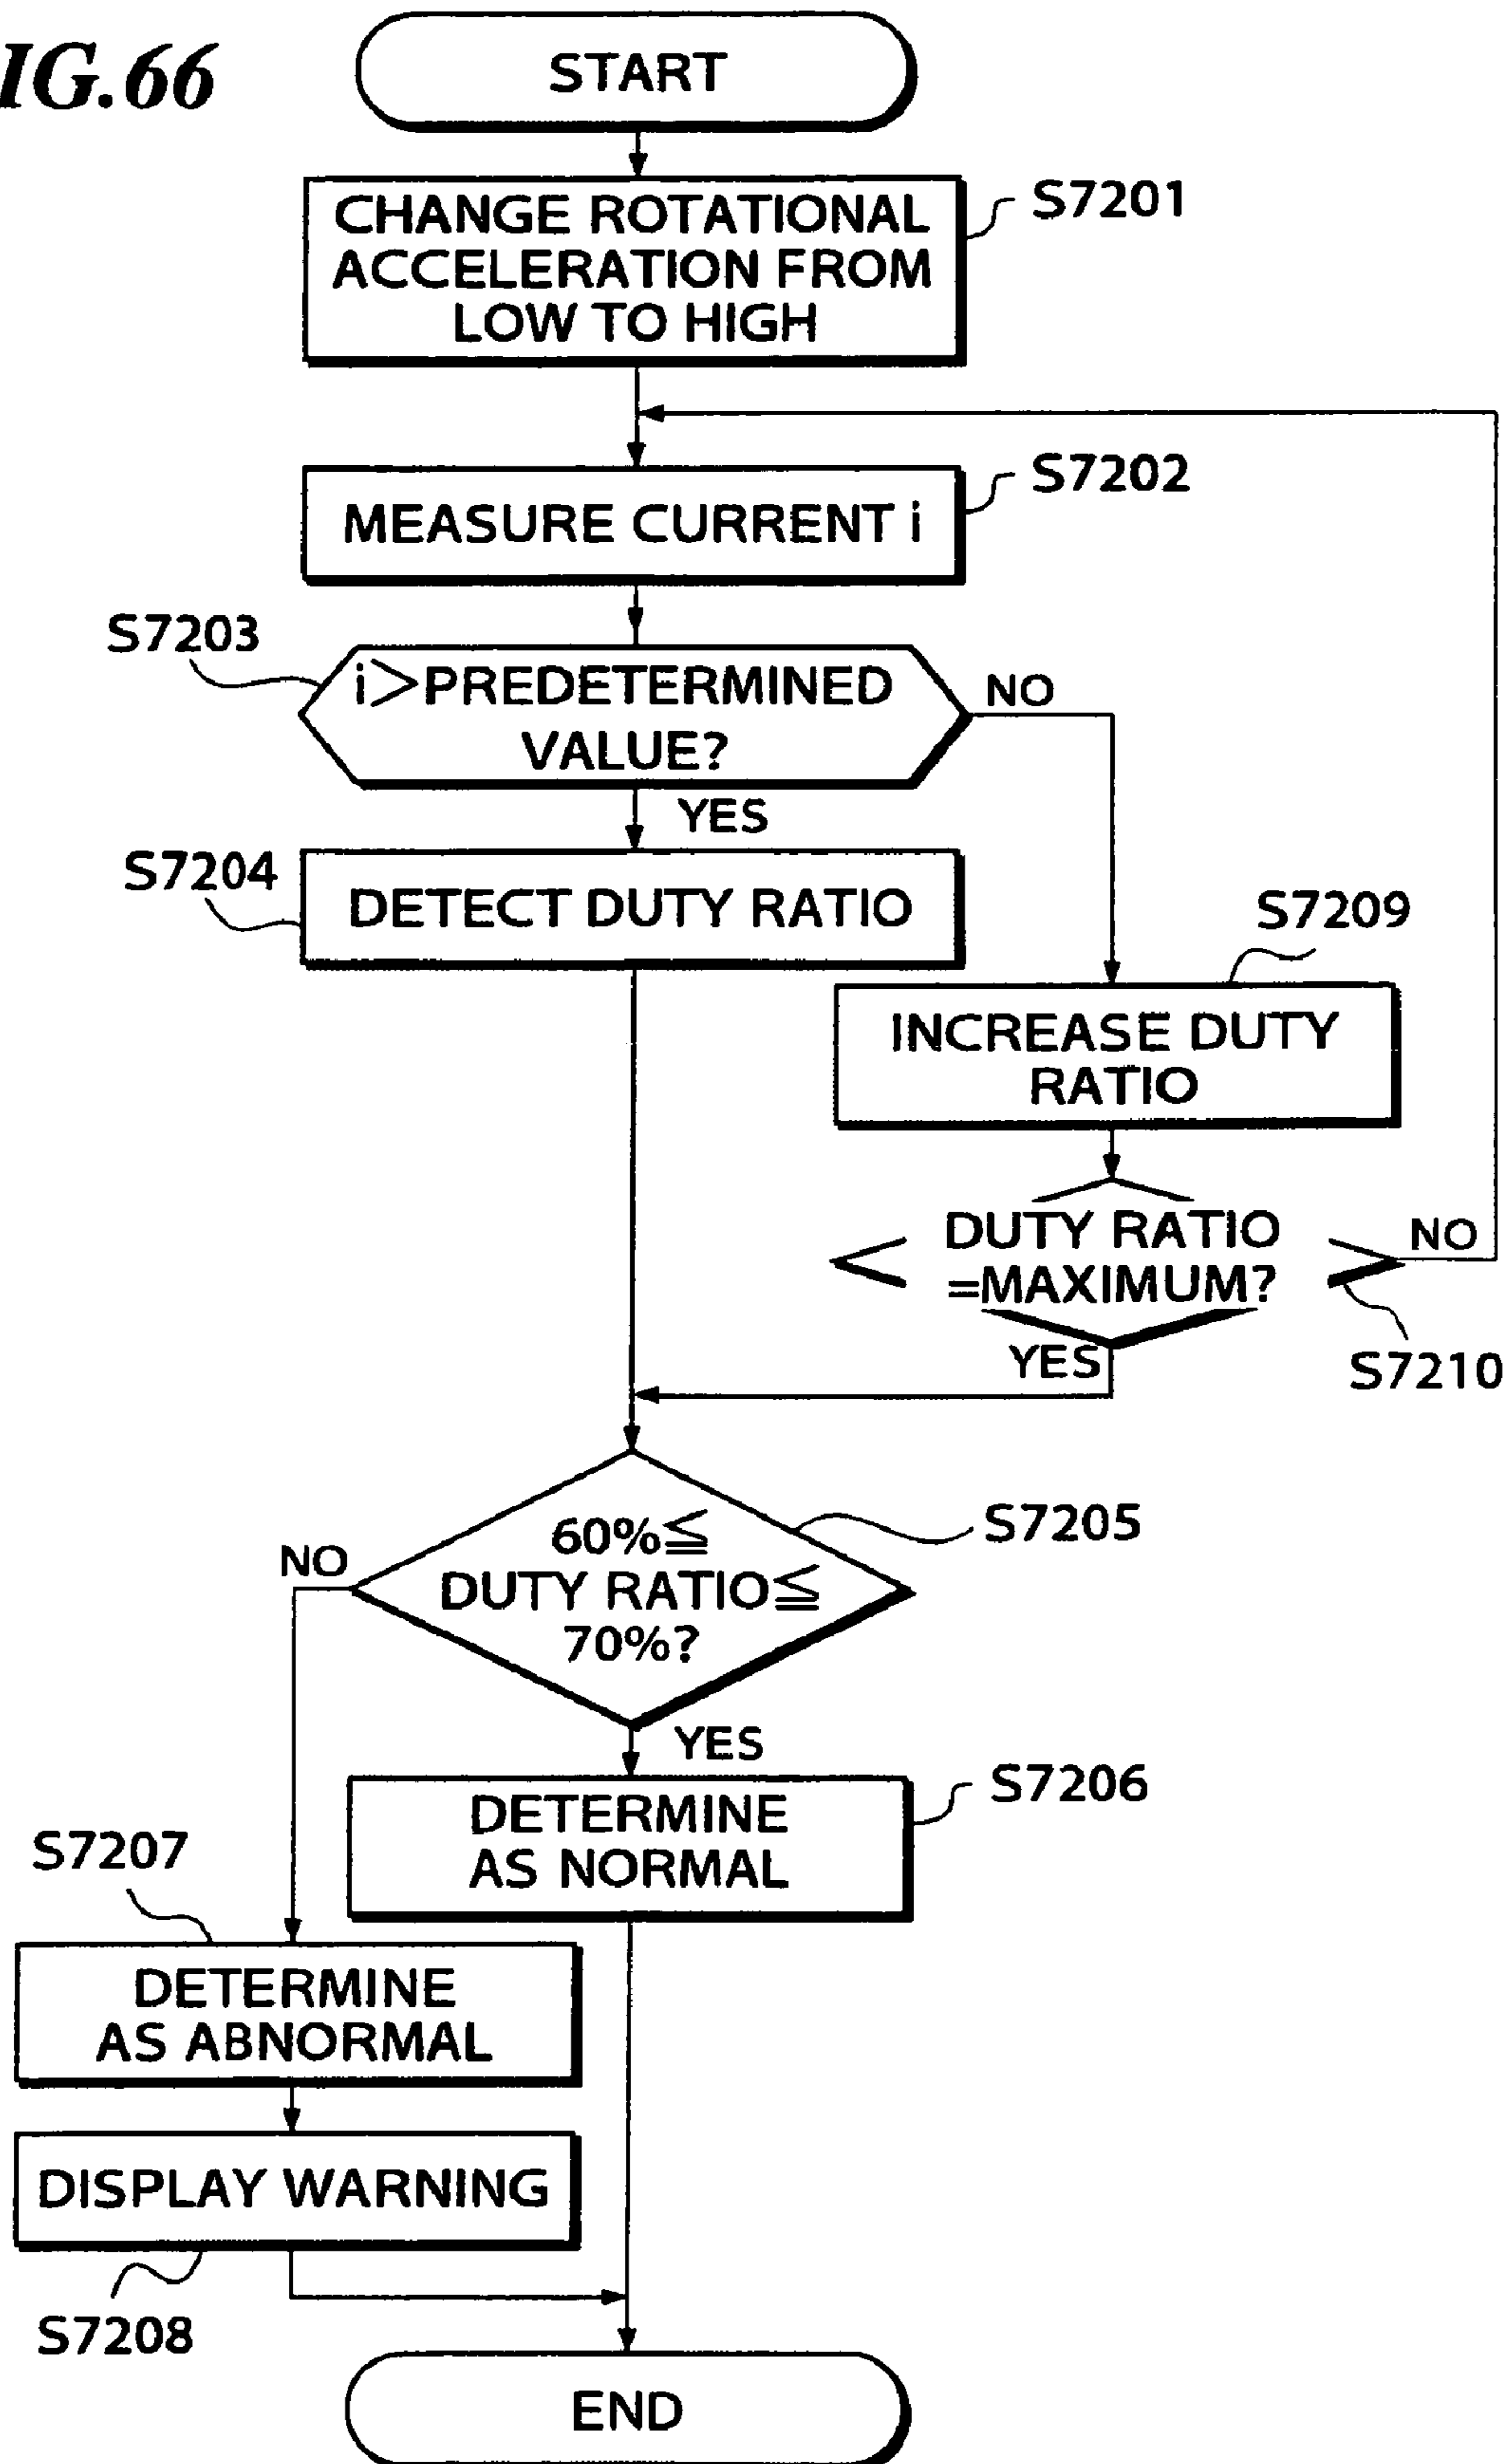 IG.66
START
CHANGE ROTATIONAL
ACCELERATION FROM
LOW TO HIGH
S7201
MEASURE CURRENT i
S7202
S7203
i>PREDETERMINED
VALUE?
NO
YES
S7204
DETECT DUTY RATIO
S7209
INCREASE DUTY
RATIO
DUTY RATIO
=MAXIMUM?
NO
YES
S7210
60%≦
DUTY RATIO≦
70%?
S7205
NO
YES
DETERMINE
AS NORMAL
S7206
S7207
DETERMINE
AS ABNORMAL
DISPLAY WARNING
S7208
END